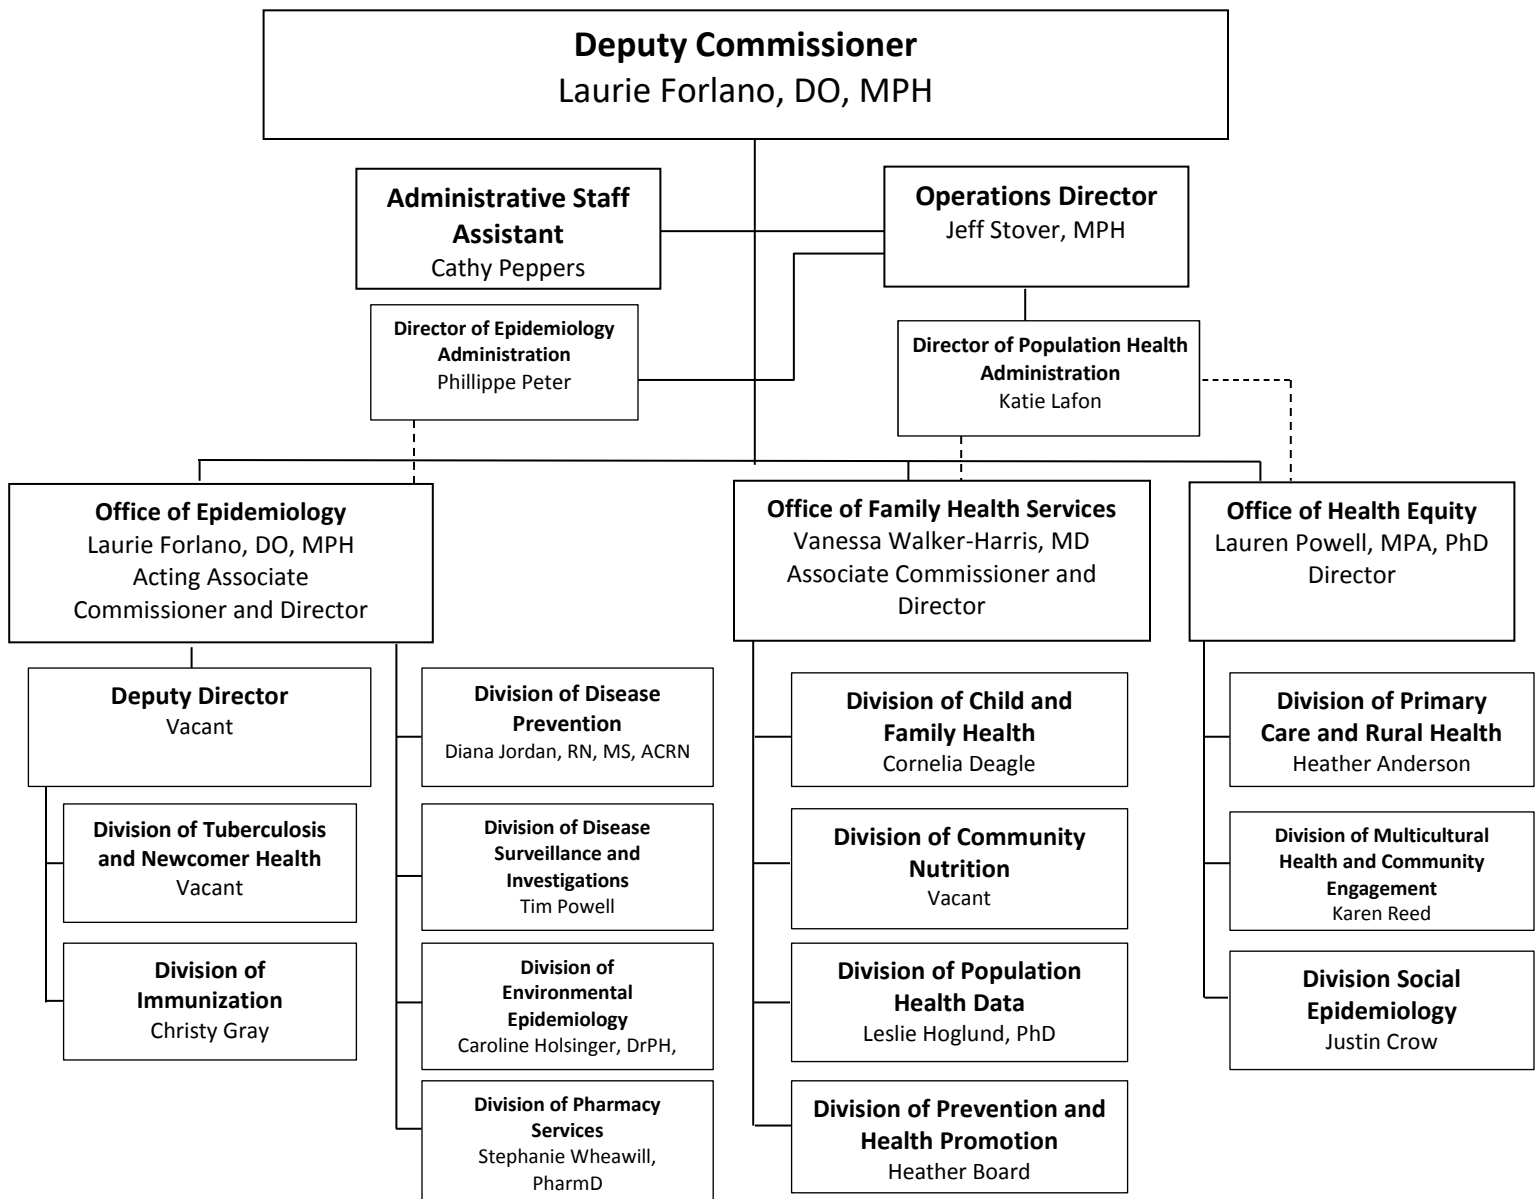 Deputy Commissioner
Laurie Forlano, DO, MPH
Administrative Staff
Assistant
Cathy Peppers
Operations Director
Jeff Stover, MPH
Director of Epidemiology
Administration
Phillippe Peter
Director of Population Health
Administration
Katie Lafon
Office of Epidemiology
Laurie Forlano, DO, MPH
Acting Associate
Commissioner and Director
Office of Family Health Services
Vanessa Walker-Harris, MD
Associate Commissioner and
Director
Office of Health Equity
Lauren Powell, MPA, PhD
Director
Deputy Director
Vacant
Division of Tuberculosis
and Newcomer Health
Vacant
Division of
Immunization
Christy Gray
Division of Disease
Prevention
Diana Jordan, RN, MS, ACRN
Division of Disease
Surveillance and
Investigations
Tim Powell
Division of
Environmental
Epidemiology
Caroline Holsinger, DrPH,
Division of Pharmacy
Services
Stephanie Wheawill,
PharmD
Division of Child and
Family Health
Cornelia Deagle
Division of Community
Nutrition
Vacant
Division of Population
Health Data
Leslie Hoglund, PhD
Division of Prevention and
Health Promotion
Heather Board
Division of Primary
Care and Rural Health
Heather Anderson
Division of Multicultural
Health and Community
Engagement
Karen Reed
Division Social
Epidemiology
Justin Crow